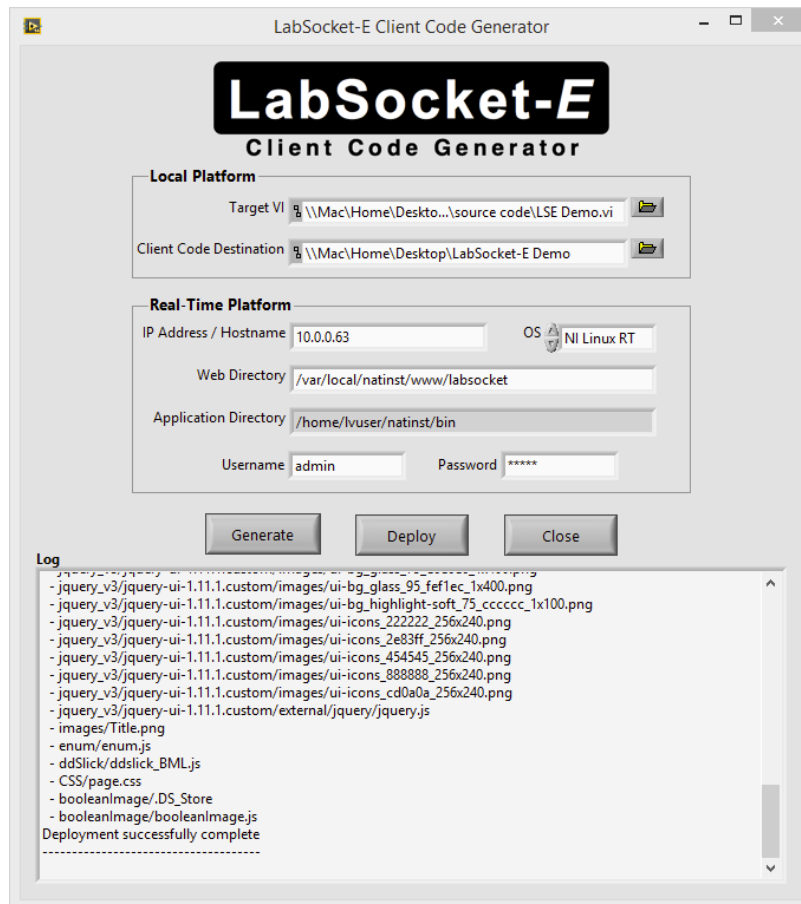 LabSocket-E Client Code Generator
LabSocket-E
Client Code Generator
Local Platform
Target VI \\Mac\Home\Deskto...\source code\LSE Demo.vi
Client Code Destination \\Mac\Home\Desktop\LabSocket-E Demo
Real-Time Platform
IP Address / Hostname 10.0.0.63 OS NI Linux RT
Web Directory /var/local/natinst/www/labsocket
Application Directory /home/lvuser/natinst/bin
Username admin Password *****
Generate Deploy Close
Log
- jquery_v3/jquery-ui-1.11.1.custom/images/ui-bg_glass_95_fef1ec_1x400.png
- jquery_v3/jquery-ui-1.11.1.custom/images/ui-bg_highlight-soft_75_cccccc_1x100.png
- jquery_v3/jquery-ui-1.11.1.custom/images/ui-icons_222222_256x240.png
- jquery_v3/jquery-ui-1.11.1.custom/images/ui-icons_2e83ff_256x240.png
- jquery_v3/jquery-ui-1.11.1.custom/images/ui-icons_454545_256x240.png
- jquery_v3/jquery-ui-1.11.1.custom/images/ui-icons_888888_256x240.png
- jquery_v3/jquery-ui-1.11.1.custom/images/ui-icons_cd0a0a_256x240.png
- jquery_v3/jquery-ui-1.11.1.custom/external/jquery/jquery.js
- images/Title.png
- enum/enum.js
- ddSlick/ddslick_BML.js
- CSS/page.css
- booleanImage/.DS_Store
- booleanImage/booleanImage.js
Deployment successfully complete
-------------------------------------